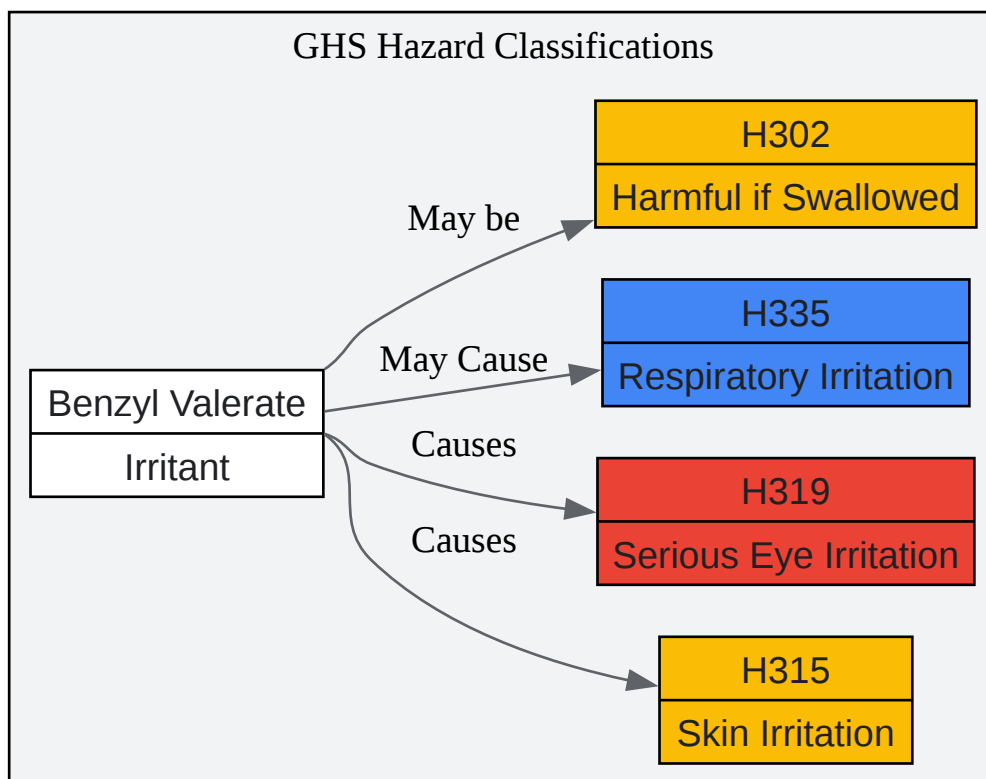 GHS Hazard Classifications
H302
Harmful if Swallowed
May be
H335
Respiratory Irritation
May Cause
Benzyl Valerate
Irritant
Causes
H319
Serious Eye Irritation
Causes
H315
Skin Irritation